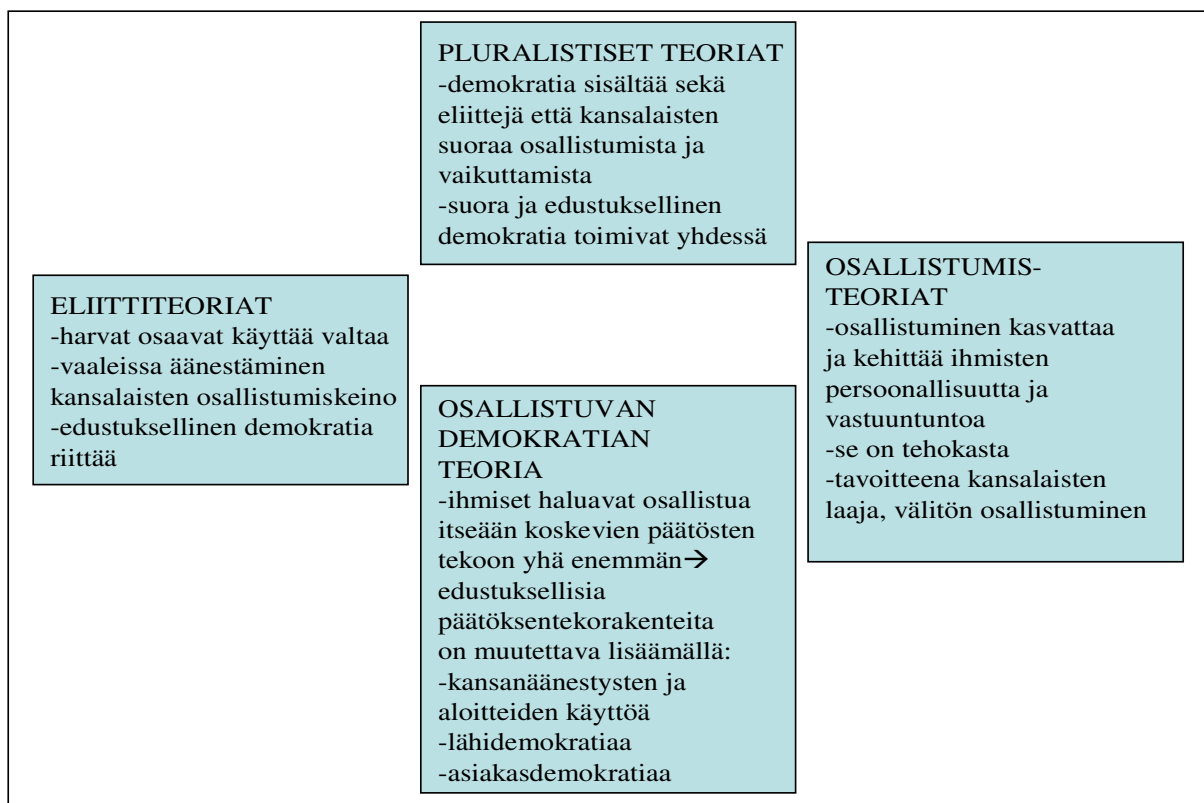 PLURALISTISET TEORIAT
-demokratia sisältää sekä
eliittejä että kansalaisten
suoraa osallistumista ja
vaikuttamista
-suora ja edustuksellinen
demokratia toimivat yhdessä
ELIITTITEORIAT
-harvat osaavat käyttää valtaa
-vaaleissa äänestäminen
kansalaisten osallistumiskeino
-edustuksellinen demokratia
riittää
OSALLISTUVAN
DEMOKRATIAN
TEORIA
-ihmiset haluavat osallistua
itseään koskevien päätösten
tekoon yhä enemmän→
edustuksellisia
päätöksentekorakenteita
on muutettava lisäämällä:
-kansanäänestysten ja
aloitteiden käyttöä
-lähidemokratiaa
-asiakasdemokratiaa
OSALLISTUMIS-
TEORIAT
-osallistuminen kasvattaa
ja kehittää ihmisten
persoonallisuutta ja
vastuuntuntoa
-se on tehokasta
-tavoitteena kansalaisten
laaja, välitön osallistuminen